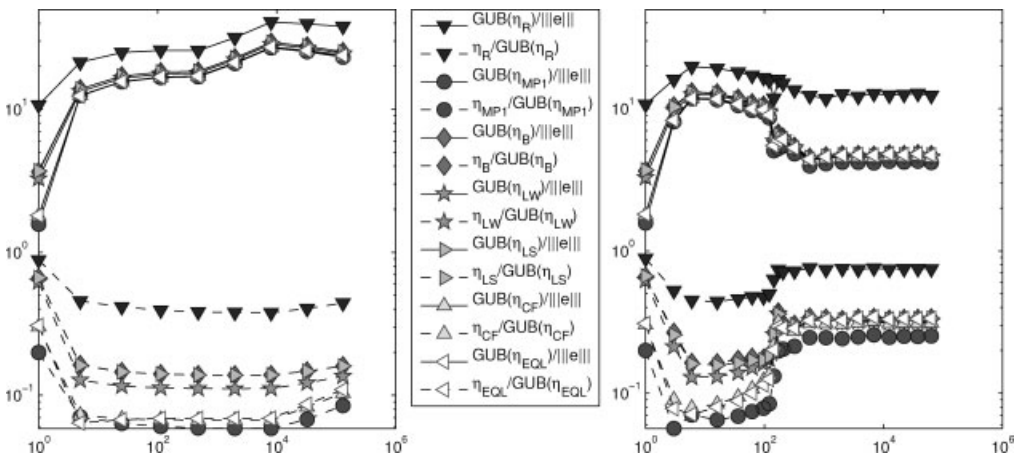 10^1
10^0
10^-1
10^0
10^2
10^4
10^6
GUB(η_R)/|||e|||
η_R/GUB(η_R)
GUB(η_MP1)/|||e|||
η_MP1/GUB(η_MP1)
GUB(η_B)/|||e|||
η_B/GUB(η_B)
GUB(η_LW)/|||e|||
η_LW/GUB(η_LW)
GUB(η_LS)/|||e|||
η_LS/GUB(η_LS)
GUB(η_CF)/|||e|||
η_CF/GUB(η_CF)
GUB(η_EQL)/|||e|||
η_EQL/GUB(η_EQL)
10^1
10^0
10^-1
10^0
10^2
10^4
10^6